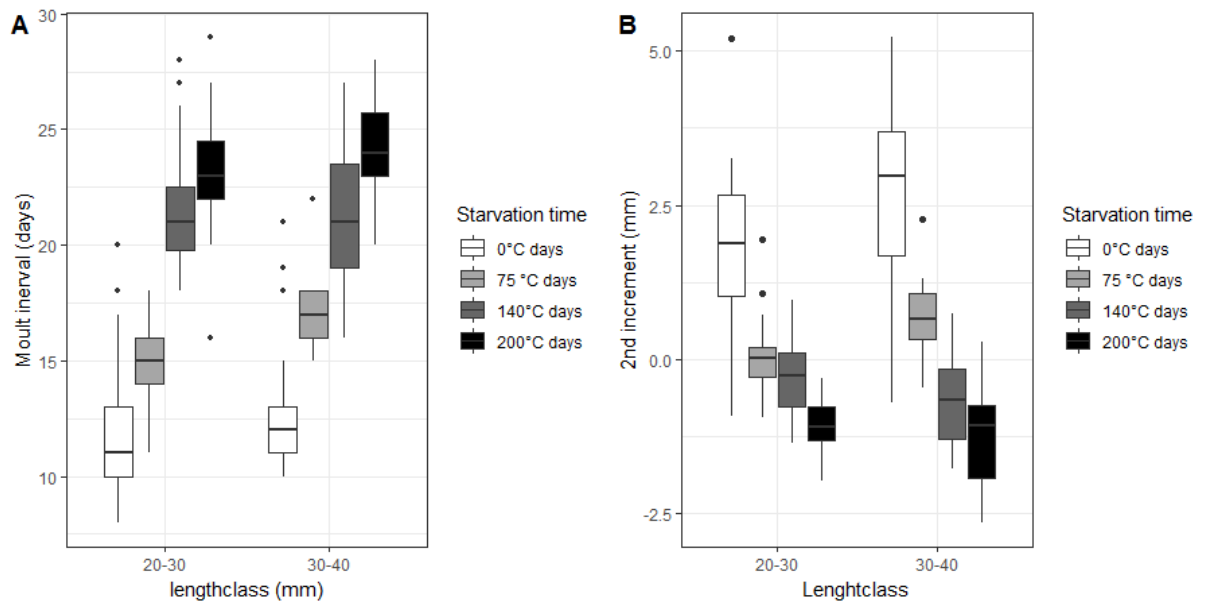 A
30
25
20
15
10
Moult inerval (days)
20-30
30-40
lengthclass (mm)
Starvation time
0°C days
75 °C days
140°C days
200°C days
B
5.0
2.5
0.0
-2.5
2nd increment (mm)
20-30
30-40
Lenghtclass
Starvation time
0°C days
75 °C days
140°C days
200°C days